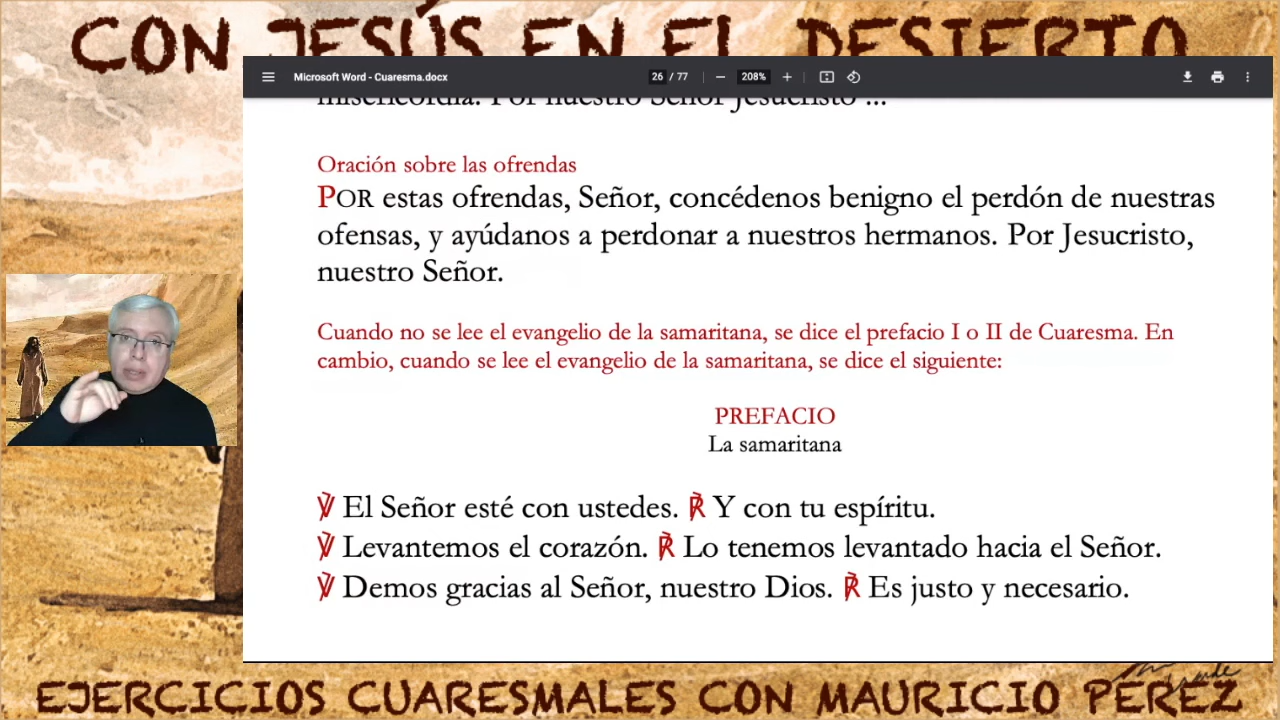 CON JESÚS EN EL DESIERTO
Microsoft Word - Cuaresma.docx
26 / 77
208%
misericordia. Por nuestro Señor Jesucristo ...
Oración sobre las ofrendas
POR estas ofrendas, Señor, concédenos benigno el perdón de nuestras
ofensas, y ayúdanos a perdonar a nuestros hermanos. Por Jesucristo,
nuestro Señor.
Cuando no se lee el evangelio de la samaritana, se dice el prefacio I o II de Cuaresma. En
cambio, cuando se lee el evangelio de la samaritana, se dice el siguiente:
PREFACIO
La samaritana
℣ El Señor esté con ustedes. ℟ Y con tu espíritu.
℣ Levantemos el corazón. ℟ Lo tenemos levantado hacia el Señor.
℣ Demos gracias al Señor, nuestro Dios. ℟ Es justo y necesario.
EJERCICIOS CUARESMALES CON MAURICIO PÉREZ